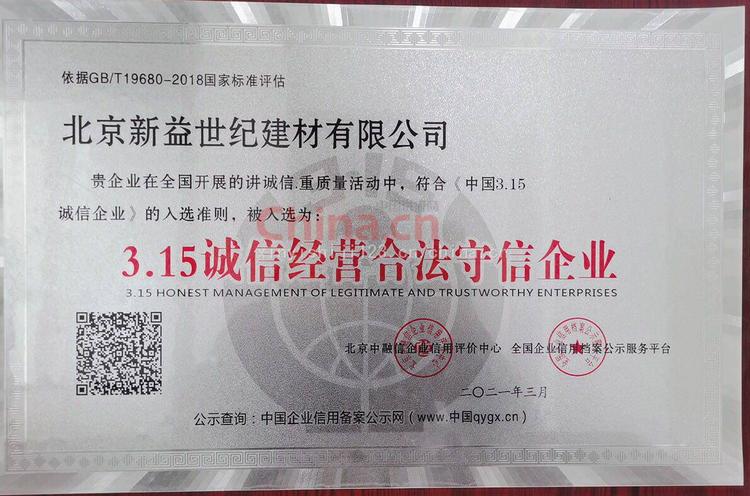 依据GB/T19680-2018国家标准评估
北京新益世纪建材有限公司
贵企业在全国开展的讲诚信.重质量活动中，符合《中国3.15
诚信企业》的入选准则，被入选为：
China.cn
3.15诚信经营合法守信企业
3.15 HONEST MANAGEMENT OF LEGITIMATE AND TRUSTWORTHY ENTERPRISES
北京中融信企业信用评价中心 全国企业信用档案公示服务平台
二〇二一年三月
公示查询：中国企业信用备案公示网（www.中国qygx.cn）